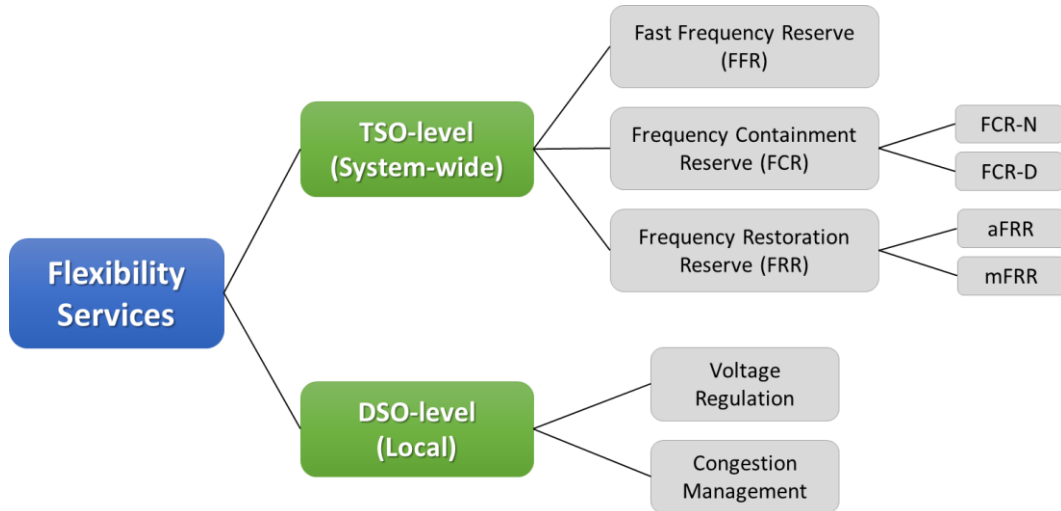 Flexibility
Services
TSO-level
(System-wide)
Fast Frequency Reserve
(FFR)
Frequency Containment
Reserve (FCR)
FCR-N
FCR-D
Frequency Restoration
Reserve (FRR)
aFRR
mFRR
DSO-level
(Local)
Voltage
Regulation
Congestion
Management